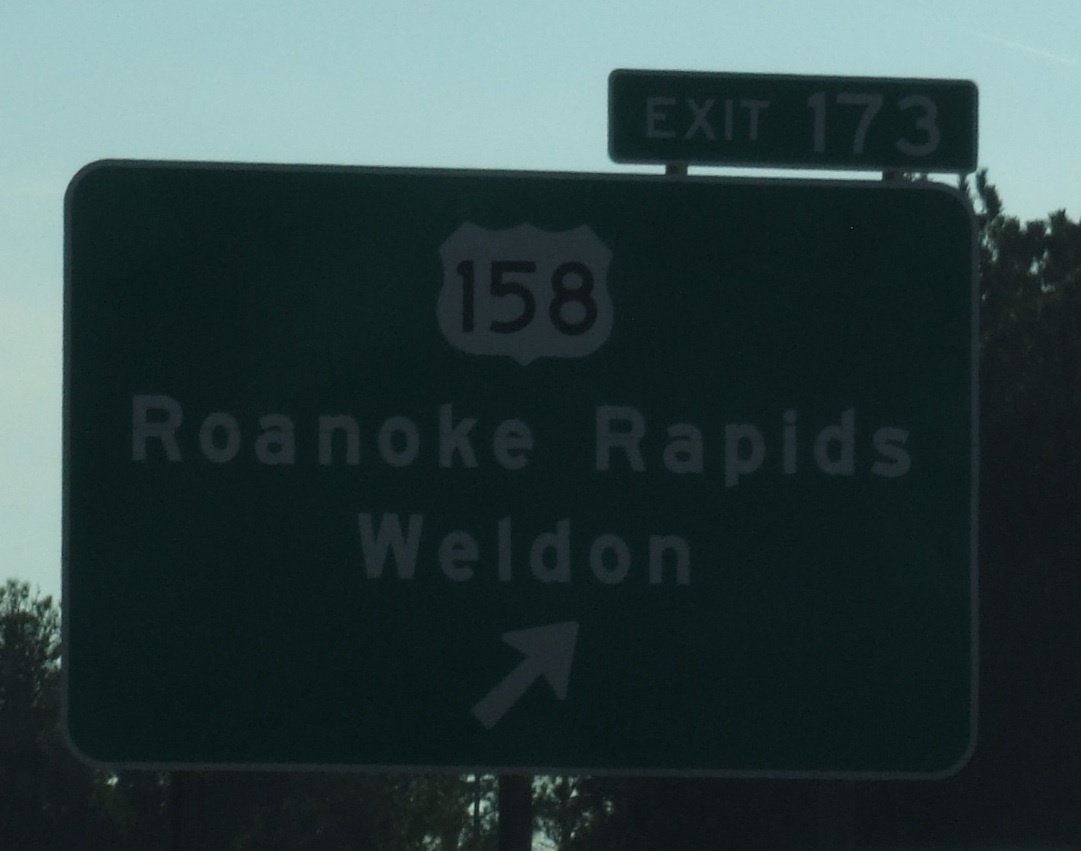 EXIT 173
158
Roanoke Rapids
Weldon